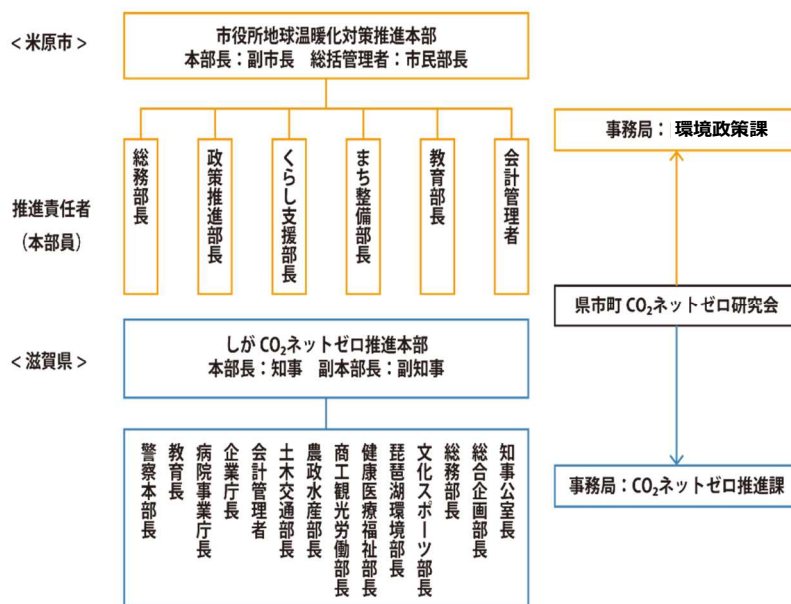 <米原市>
市役所地球温暖化対策推進本部
本部長：副市長　総括管理者：市民部長
推進責任者
(本部員)
総務部長
政策推進部長
くらし支援部長
まち整備部長
教育部長
会計管理者
事務局：環境政策課
県市町 CO₂ネットゼロ研究会
<滋賀県>
しが CO₂ネットゼロ推進本部
本部長：知事　副本部長：副知事
知事公室長
総合企画部長
総務部長
文化スポーツ部長
琵琶湖環境部長
健康医療福祉部長
商工観光労働部長
農政水産部長
土木交通部長
会計管理者
企業庁長
病院事業庁長
教育長
警察本部長
事務局：CO₂ネットゼロ推進課